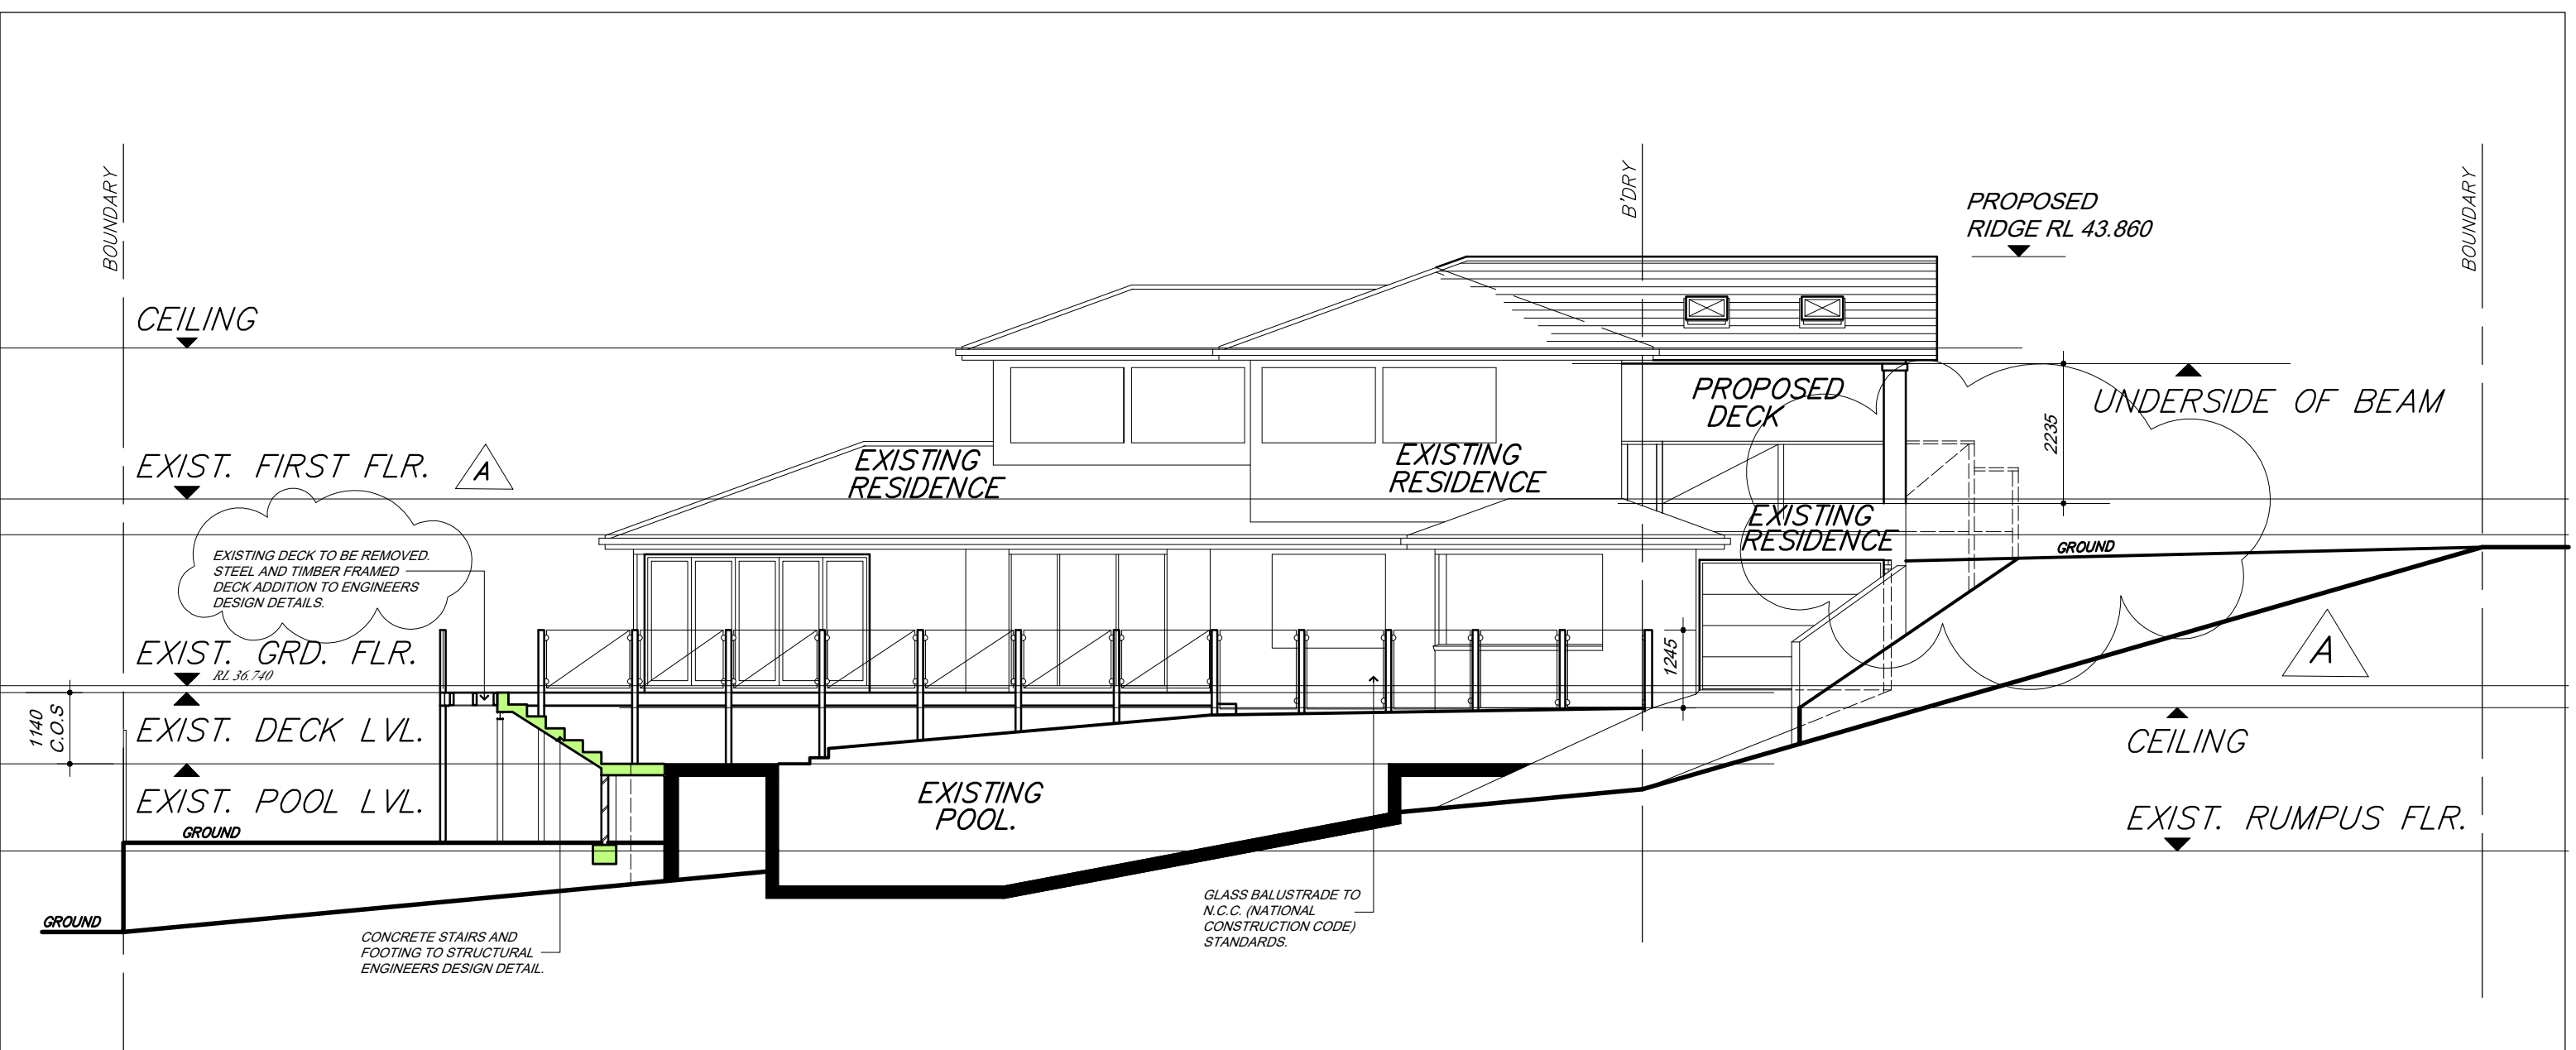 BOUNDARY
B'DRY
BOUNDARY
PROPOSED
RIDGE RL 43.860
CEILING
PROPOSED
DECK
UNDERSIDE OF BEAM
2235
EXIST. FIRST FLR.
A
EXISTING
RESIDENCE
EXISTING
RESIDENCE
EXISTING
RESIDENCE
GROUND
EXISTING DECK TO BE REMOVED.
STEEL AND TIMBER FRAMED
DECK ADDITION TO ENGINEERS
DESIGN DETAILS.
EXIST. GRD. FLR.
RL 36.740
1245
A
1140
C.O.S
EXIST. DECK LVL.
CEILING
EXIST. POOL LVL.
EXISTING
POOL.
EXIST. RUMPUS FLR.
GROUND
GROUND
GLASS BALUSTRADE TO
N.C.C. (NATIONAL
CONSTRUCTION CODE)
STANDARDS.
CONCRETE STAIRS AND
FOOTING TO STRUCTURAL
ENGINEERS DESIGN DETAIL.